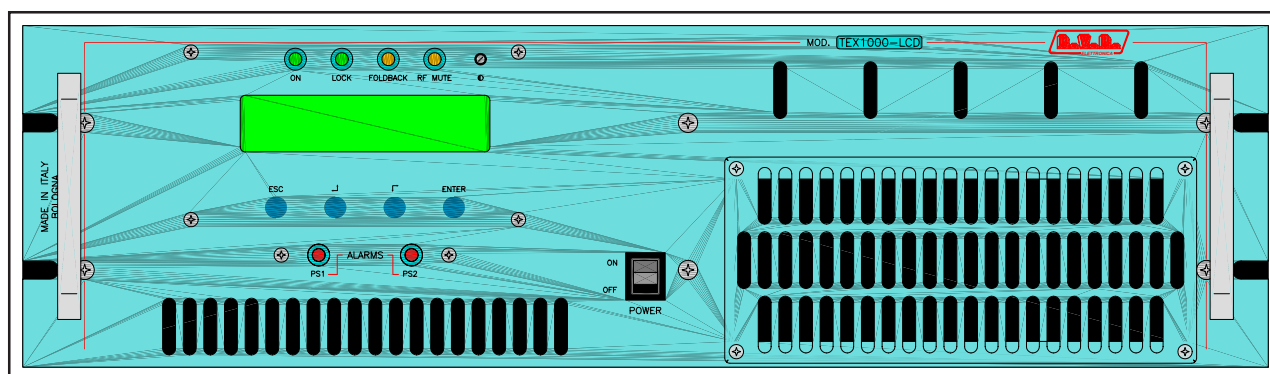 MOD. TEX1000-LCD
R.V.R.
ELETTRONICA
ON LOCK FOLDBACK RF MUTE
MADE IN ITALY
BOLOGNA
ESC ENTER
ALARMS
PS1 PS2
ON
OFF
POWER